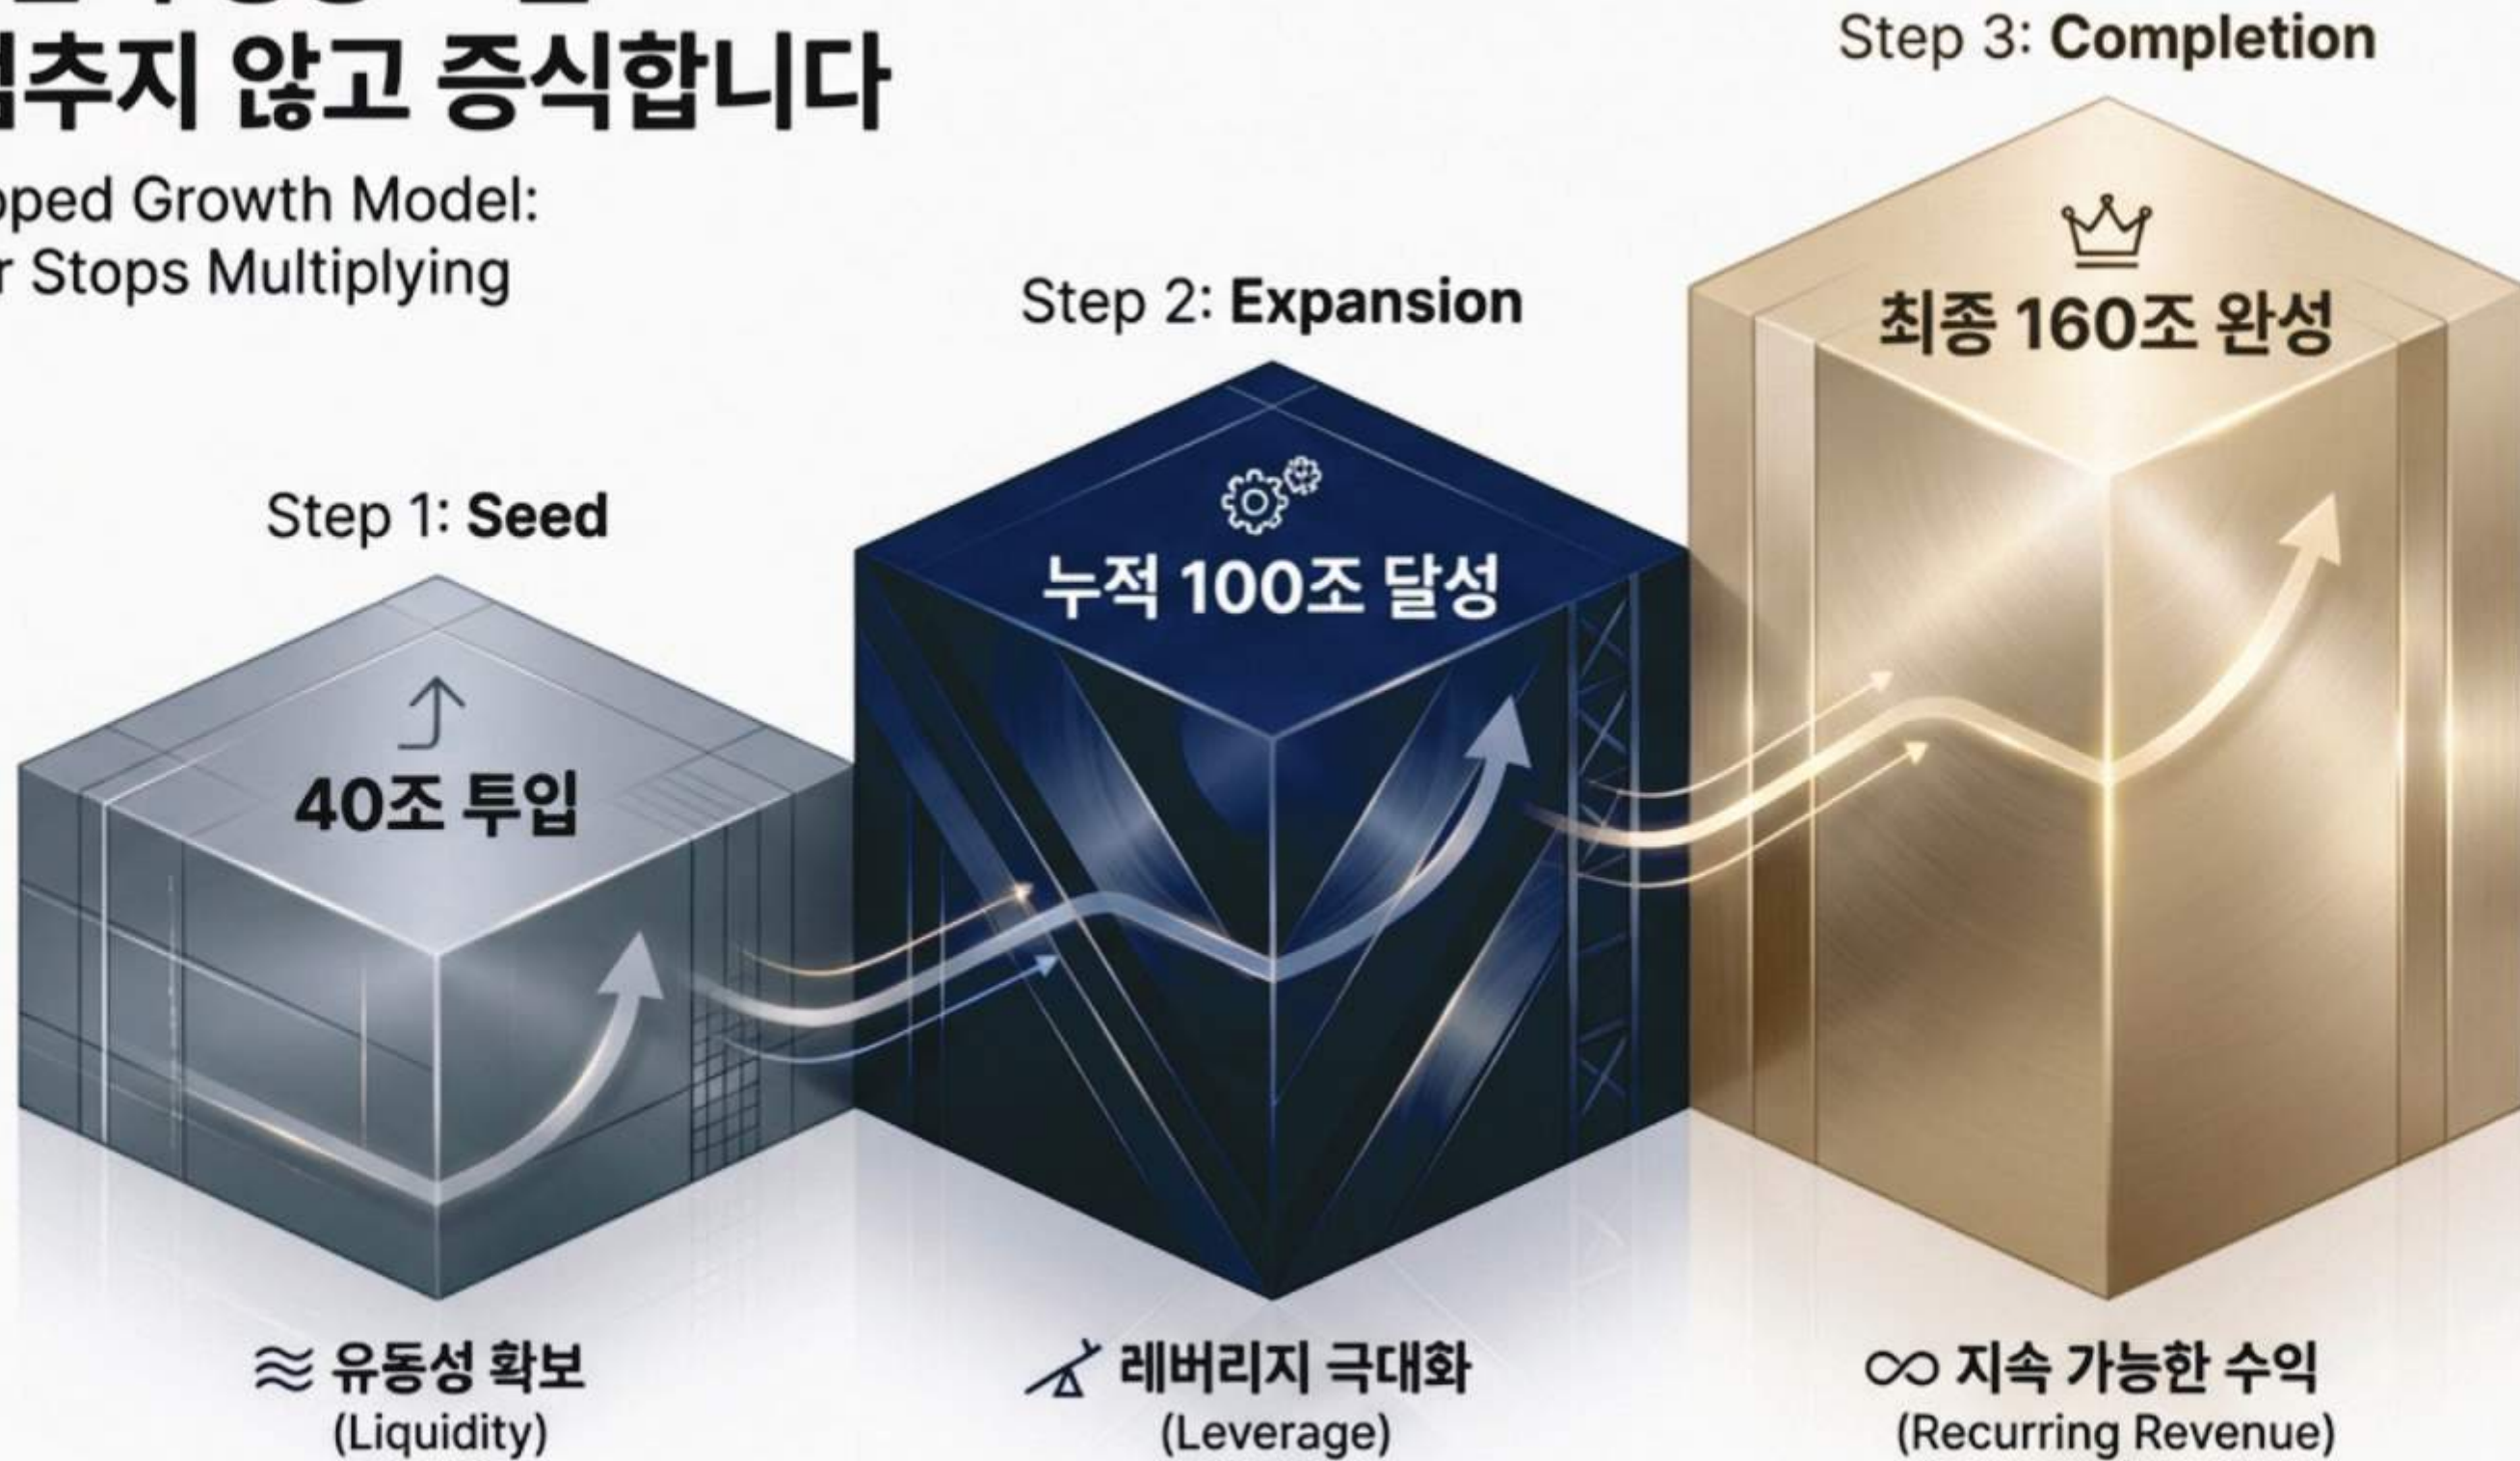 추지 않고 증식합니다
Growth Model:
Stops Multiplying
Step 1: Seed
40조 투입
유동성 확보
(Liquidity)
Step 2: Expansion
누적 100조 달성
레버리지 극대화
(Leverage)
Step 3: Completion
최종 160조 완성
지속 가능한 수익
(Recurring Revenue)